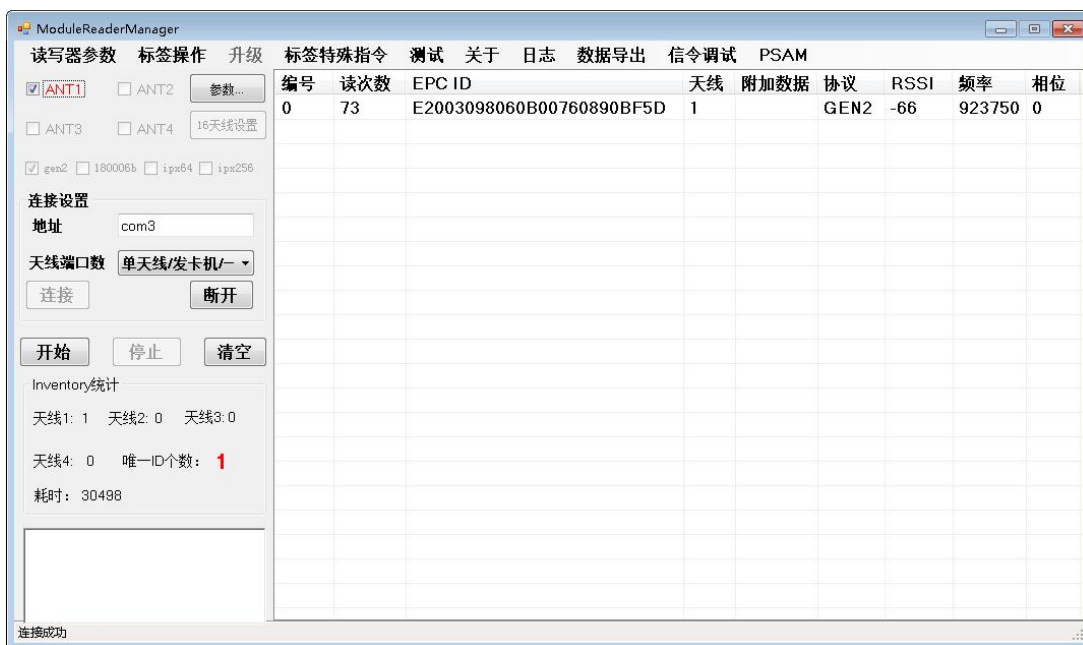 ModuleReaderManager
读写器参数 标签操作 升级 标签特殊指令 测试 关于 日志 数据导出 信令调试 PSAM
ANT1 ANT2 参数...
ANT3 ANT4 16天线设置
gen2 180006b ipx64 ipx256
连接设置
地址 com3
天线端口数 单天线/发卡机/一
连接 断开
开始 停止 清空
Inventory统计
天线1: 1 天线2: 0 天线3: 0
天线4: 0 唯一ID个数: 1
耗时: 30498
编号 读次数 EPC ID 天线 附加数据 协议 RSSI 频率 相位
0 73 E2003098060B00760890BF5D 1 GEN2 -66 923750 0
连接成功